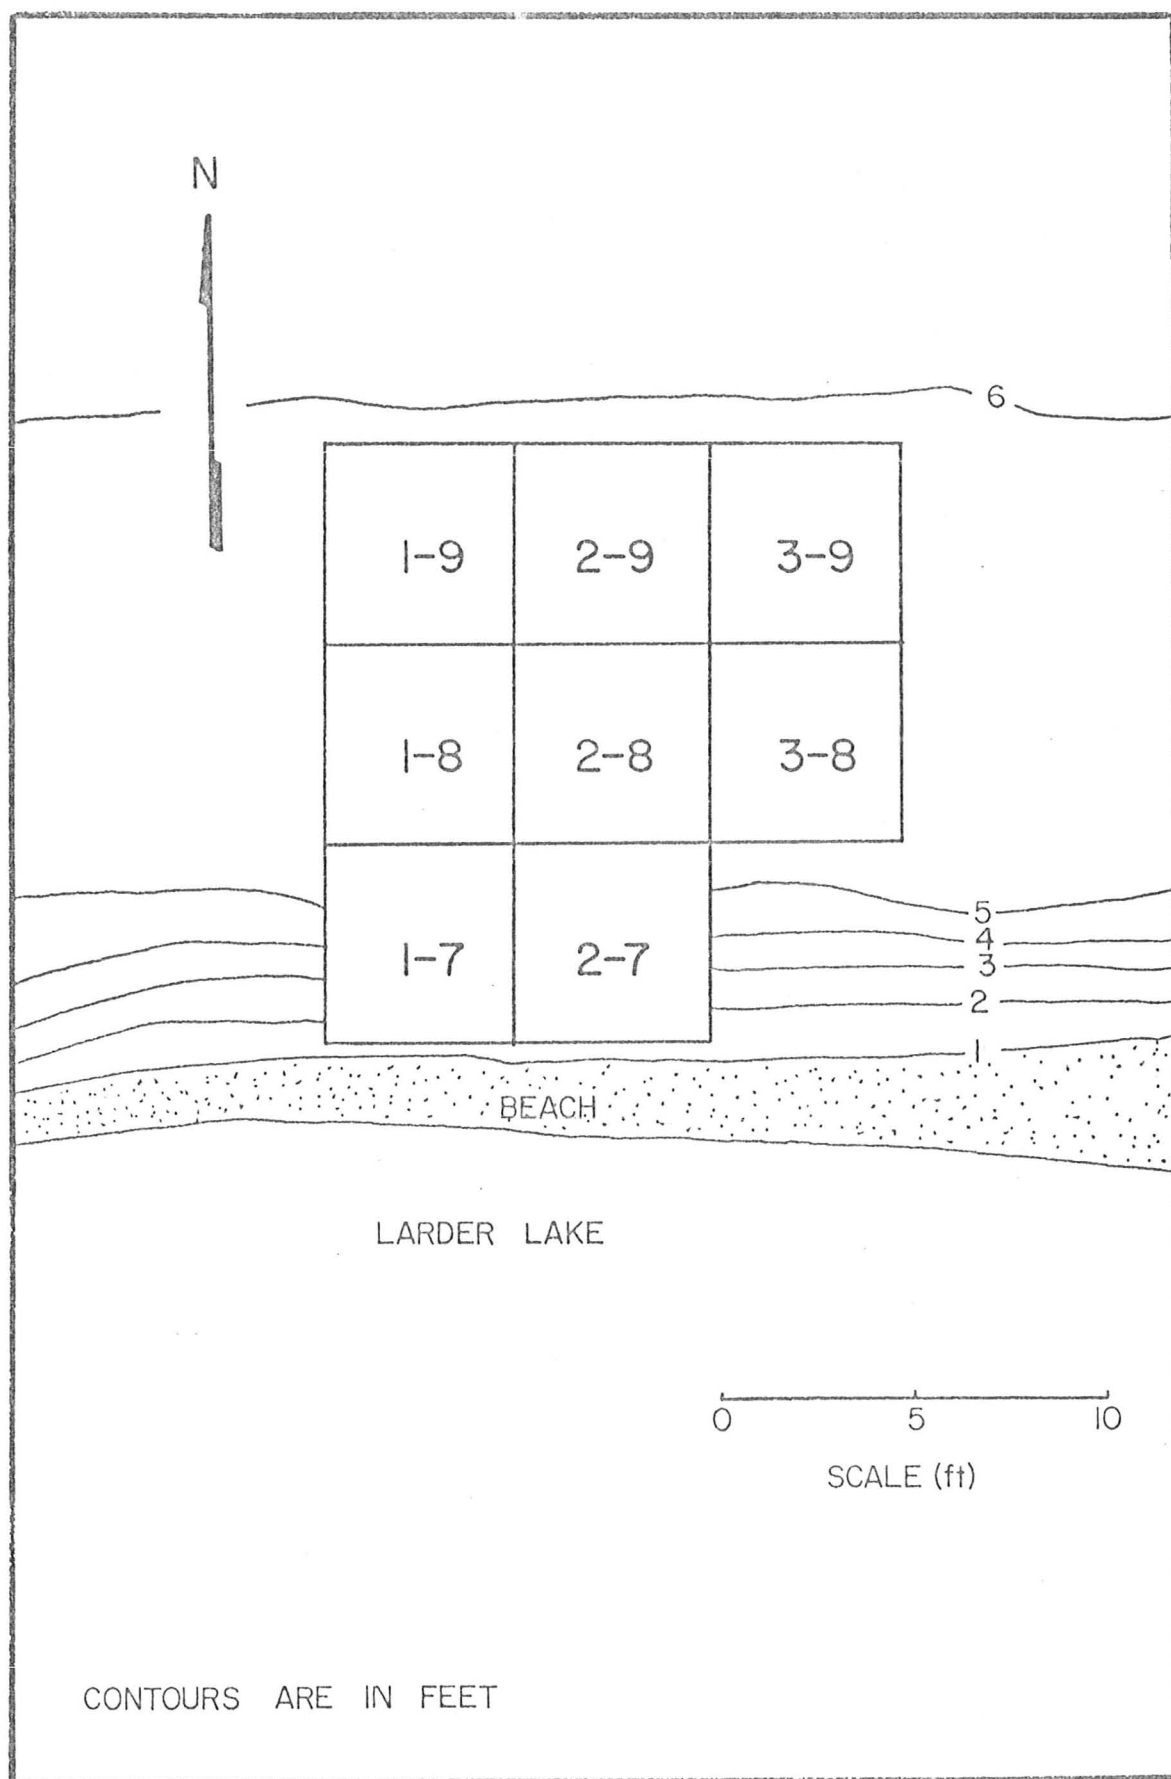 N
6
1-9 2-9 3-9
1-8 2-8 3-8
5
4
1-7 2-7
3
2
1
BEACH
LARDER LAKE
0 5 10
SCALE (ft)
CONTOURS ARE IN FEET